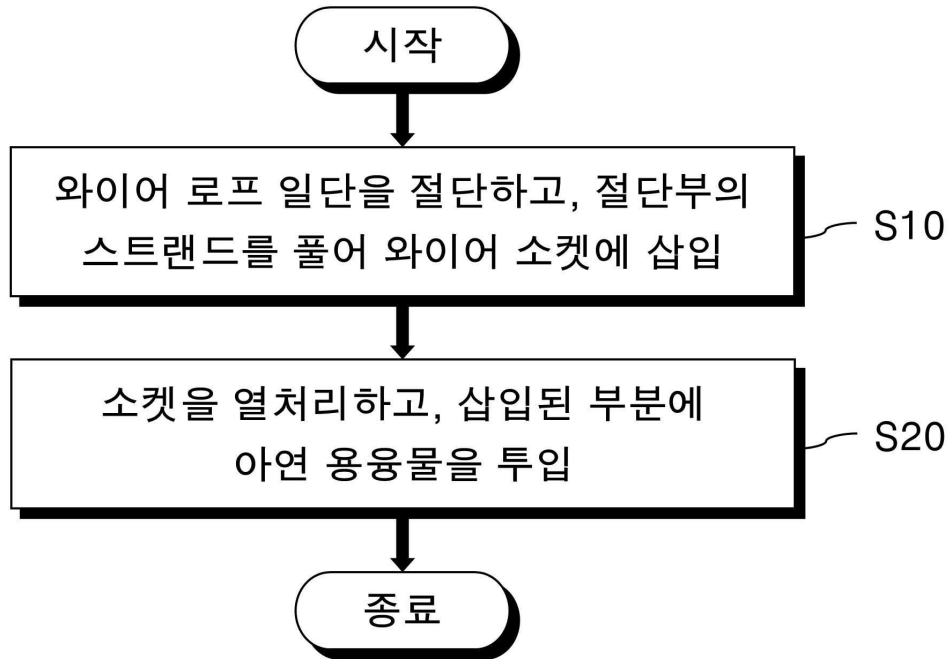 시작
와이어 로프 일단을 절단하고, 절단부의
스트랜드를 풀어 와이어 소켓에 삽입
S10
소켓을 열처리하고, 삽입된 부분에
아연 용융물을 투입
S20
종료